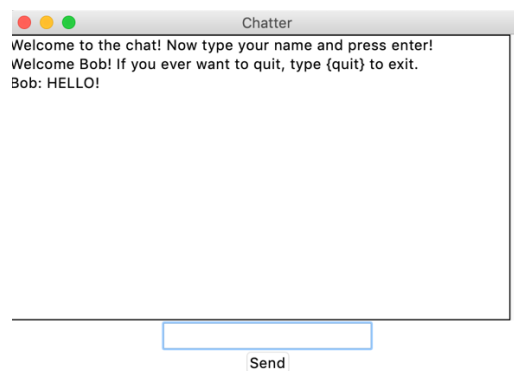 Chatter
Welcome to the chat! Now type your name and press enter!
Welcome Bob! If you ever want to quit, type {quit} to exit.
Bob: HELLO!
Send